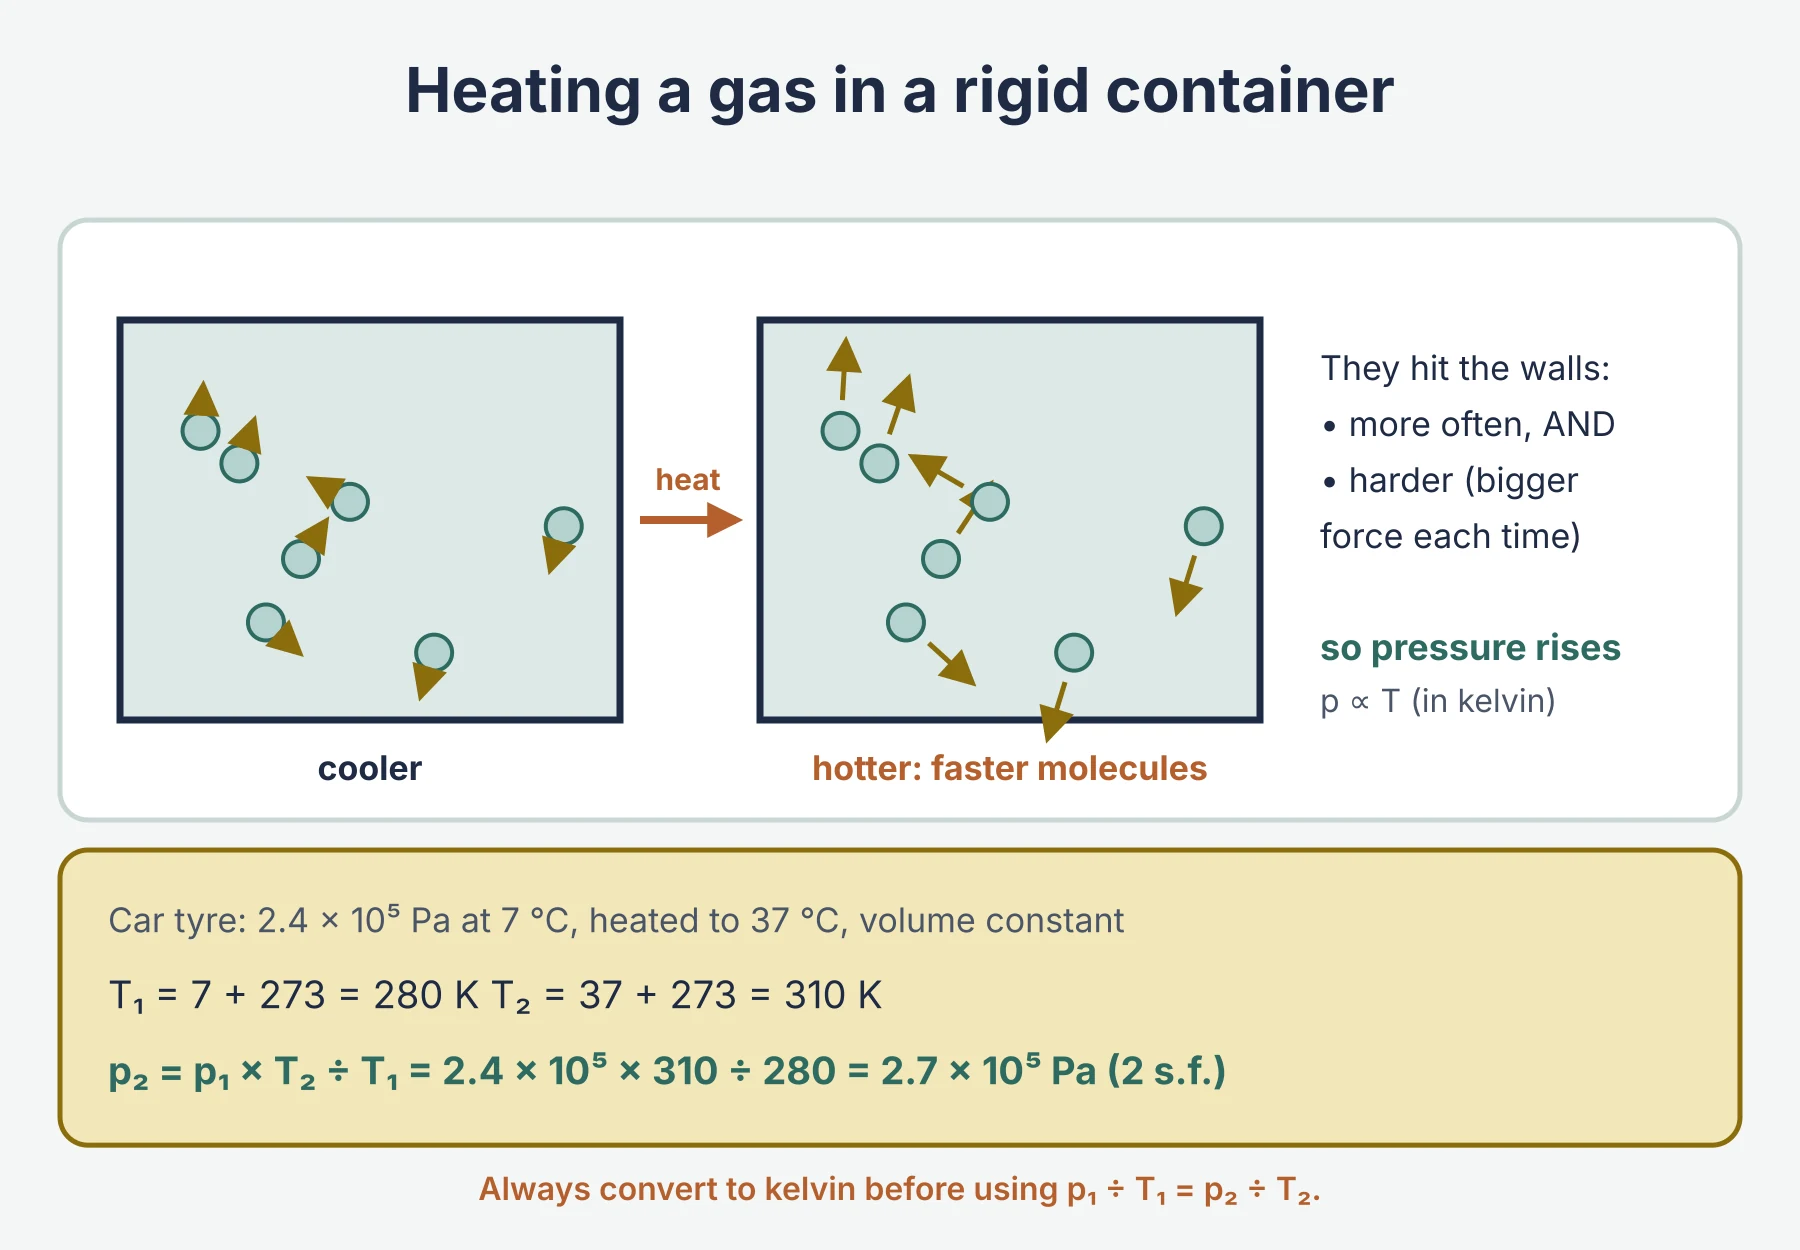 Heating a gas in a rigid container
heat
cooler
hotter: faster molecules
They hit the walls:
• more often, AND
• harder (bigger
force each time)
so pressure rises
p ∝ T (in kelvin)
Car tyre: 2.4 × 10⁵ Pa at 7 °C, heated to 37 °C, volume constant
T₁ = 7 + 273 = 280 K T₂ = 37 + 273 = 310 K
p₂ = p₁ × T₂ ÷ T₁ = 2.4 × 10⁵ × 310 ÷ 280 = 2.7 × 10⁵ Pa (2 s.f.)
Always convert to kelvin before using p₁ ÷ T₁ = p₂ ÷ T₂.